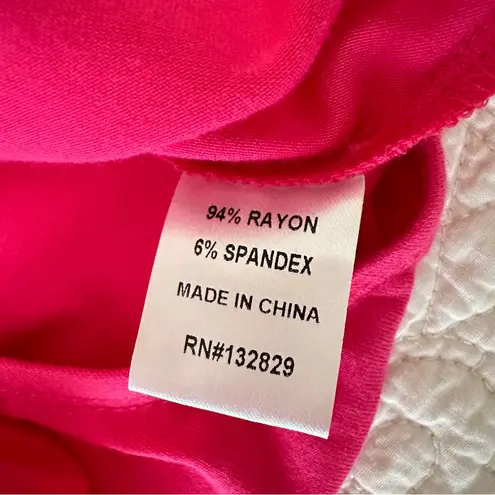 94% RAYON
6% SPANDEX
MADE IN CHINA
RN#132829